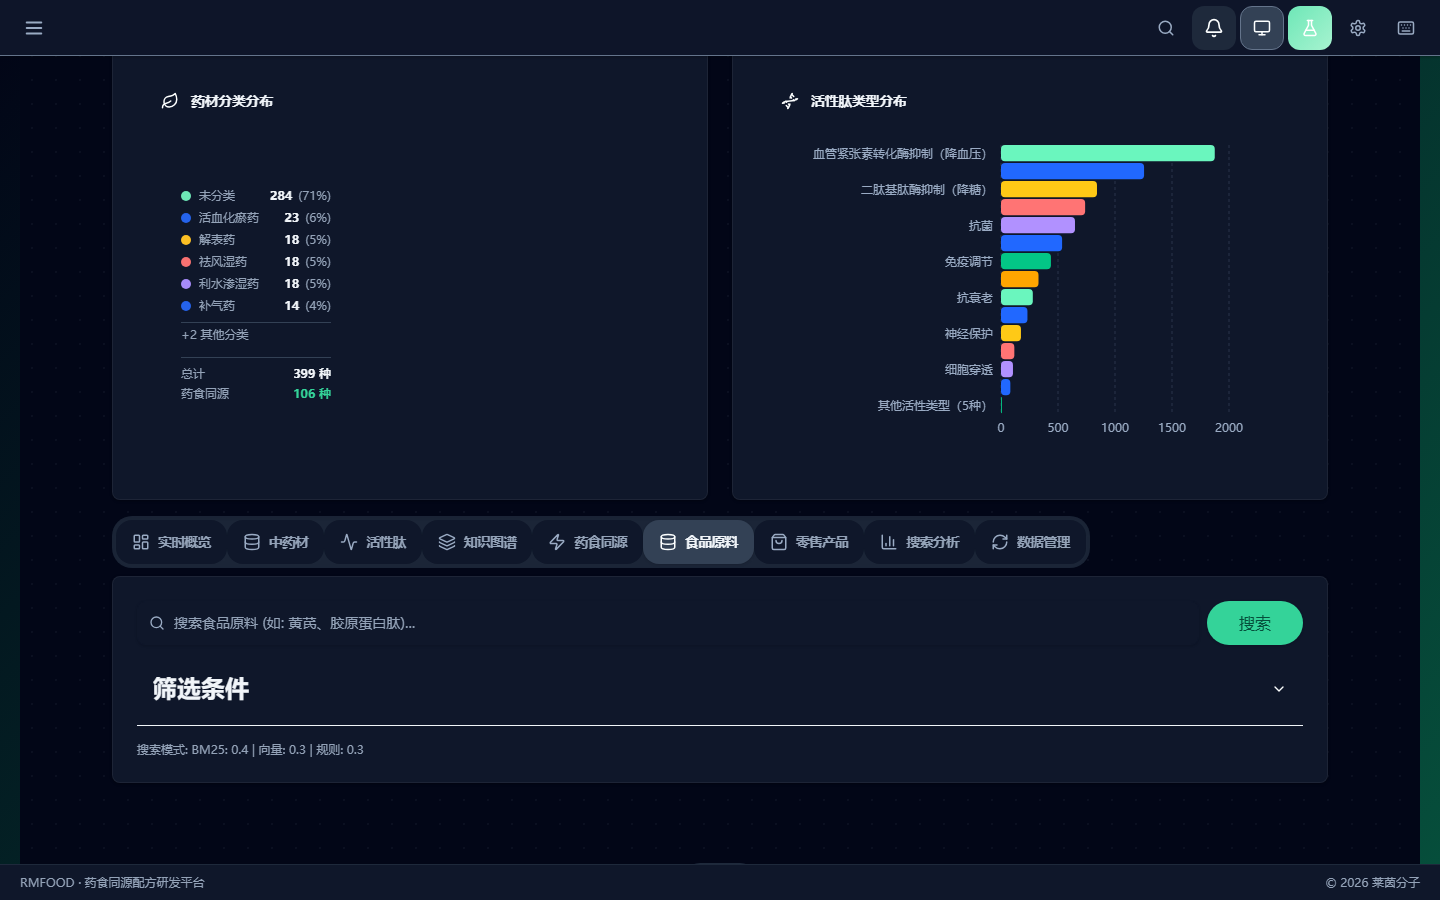 药材分类分布
未分类 284 (71%)
活血化瘀药 23 (6%)
解表药 18 (5%)
祛风湿药 18 (5%)
利水渗湿药 18 (5%)
补气药 14 (4%)
+2 其他分类
总计 399 种
药食同源 106 种
活性肽类型分布
血管紧张素转化酶抑制（降血压）
二肽基肽酶抑制（降糖）
抗菌
免疫调节
抗衰老
神经保护
细胞穿透
其他活性类型（5种）
0 500 1000 1500 2000
实时概览 中药材 活性肽 知识图谱 药食同源 食品原料 零售产品 搜索分析 数据管理
搜索食品原料 (如: 黄芪、胶原蛋白肽)...
搜索
筛选条件
搜索模式: BM25: 0.4 | 向量: 0.3 | 规则: 0.3
RMFOOD · 药食同源配方研发平台
© 2026 莱茵分子